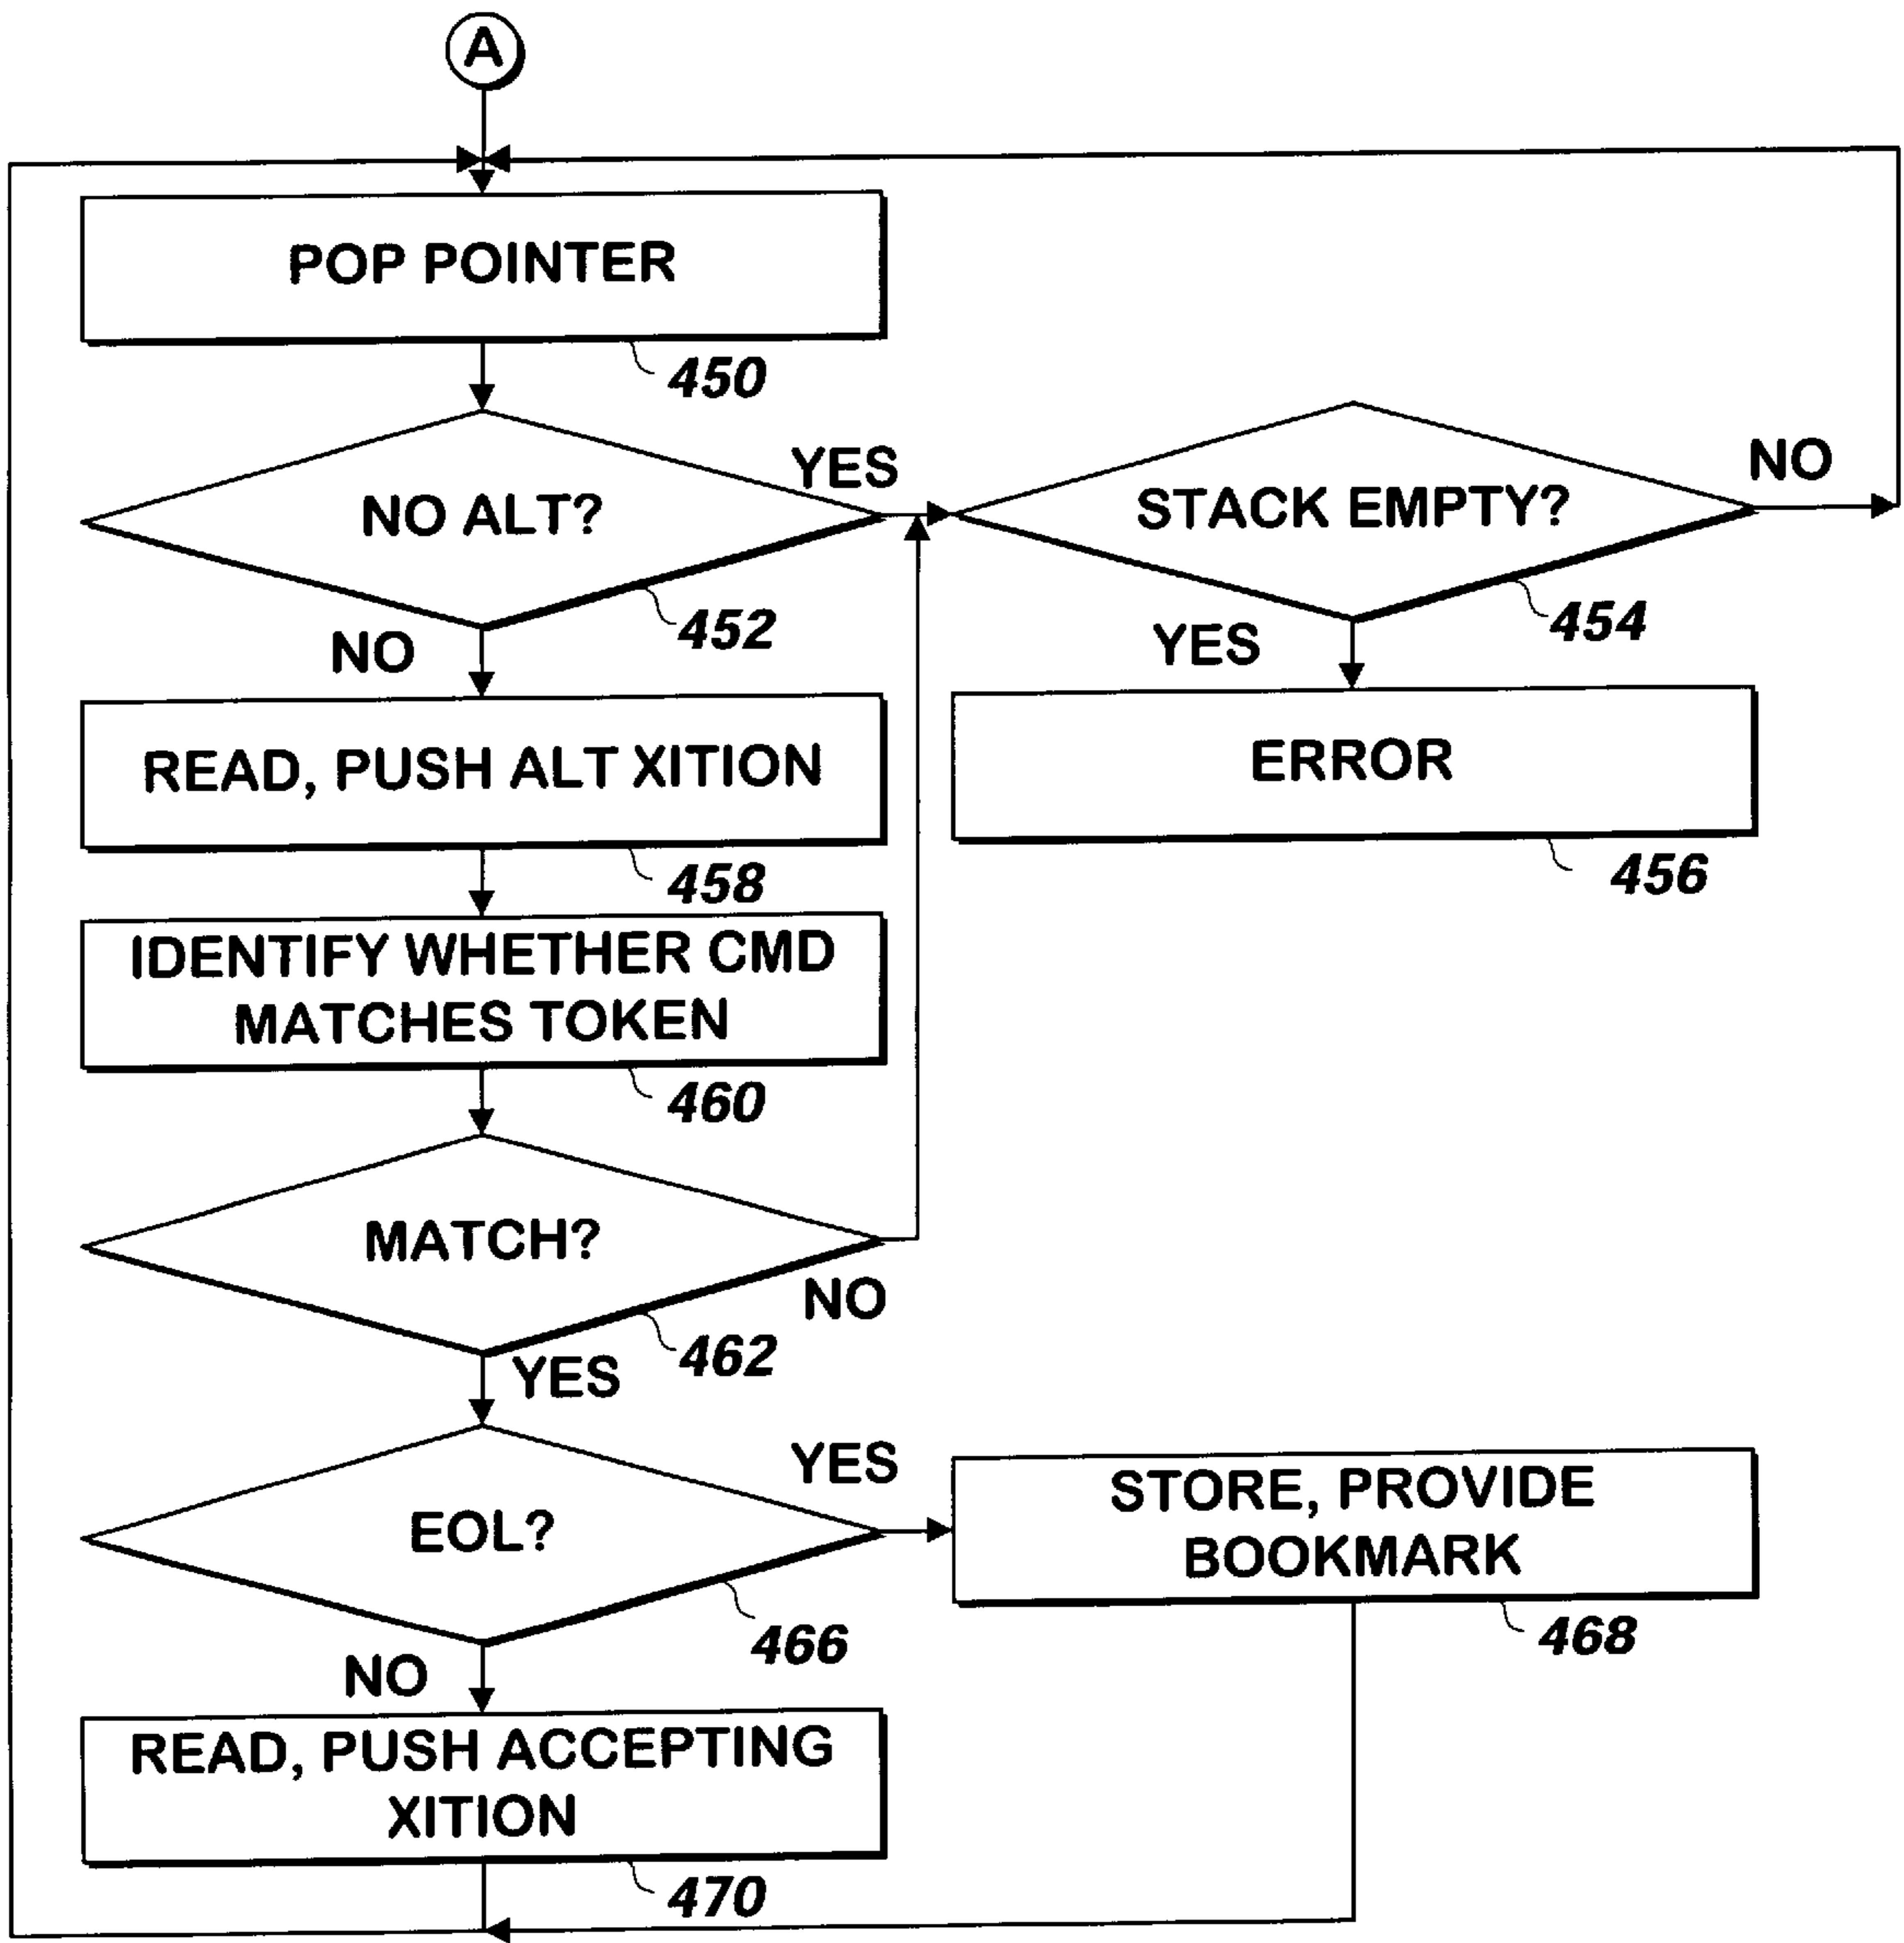 A
POP POINTER
450
NO ALT?
YES
STACK EMPTY?
NO
452
454
NO
YES
READ, PUSH ALT XITION
ERROR
458
456
IDENTIFY WHETHER CMD
MATCHES TOKEN
460
MATCH?
NO
462
YES
EOL?
YES
STORE, PROVIDE
BOOKMARK
466
468
NO
READ, PUSH ACCEPTING
XITION
470